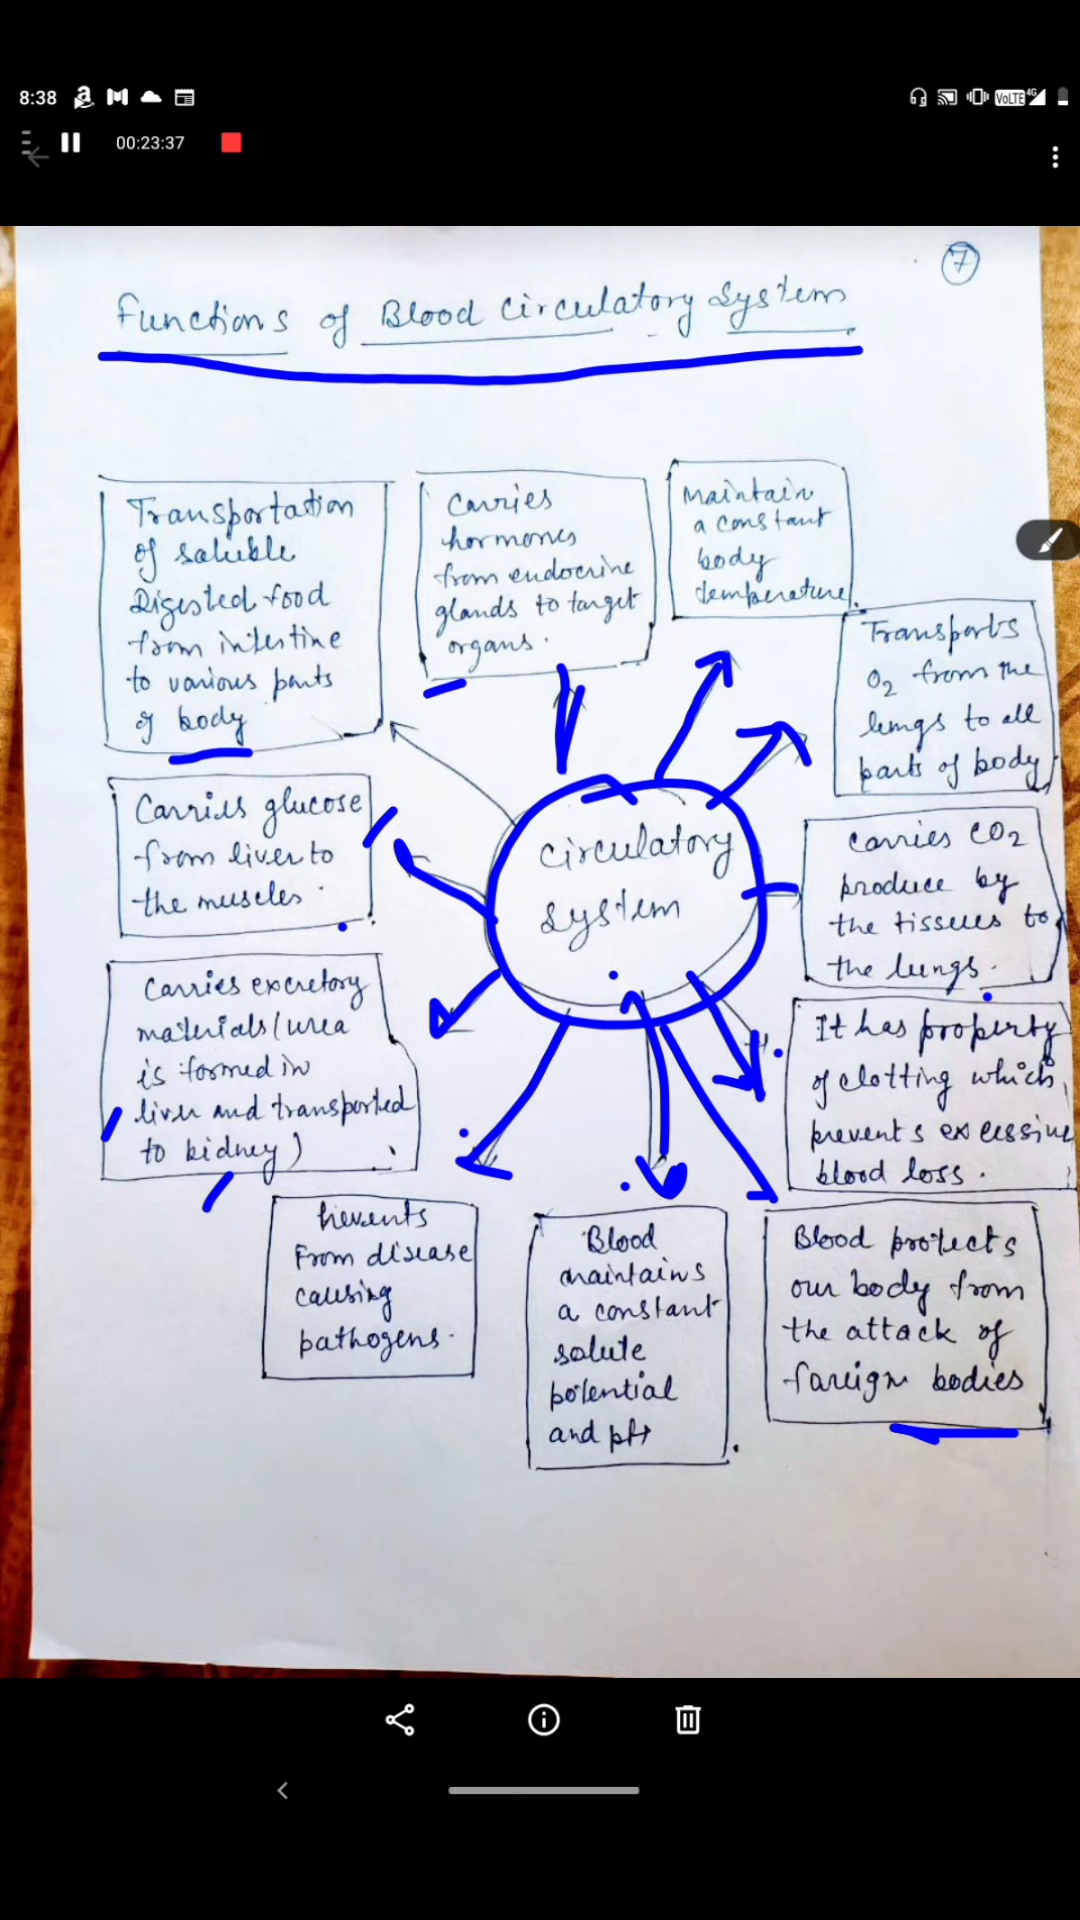 8:38
VoLTE 4G
00:23:37
7
Functions of Blood Circulatory System
Transportation
of soluble
Digested food
from intestine
to various parts
of body
Carries
hormones
from endocrine
glands to target
organs.
Maintain
a constant
body
temperature.
Transports
O2 from the
lungs to all
parts of body
Carries glucose
from liver to
the muscles.
Circulatory
System
Carries CO2
produce by
the tissues to
the lungs.
Carries excretory
materials (urea
is formed in
liver and transported
to kidney)
It has property
of clotting which
prevents excessive
blood loss.
Prevents
From disease
causing
pathogens.
Blood
maintains
a constant
solute
potential
and pH
Blood protects
our body from
the attack of
foreign bodies